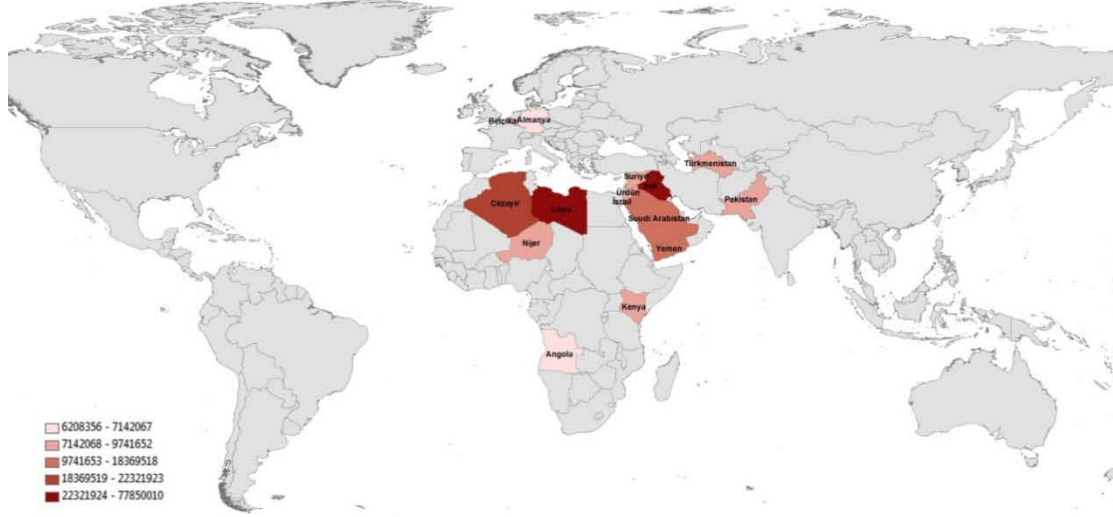 Belçika
Almanya
Türkmenistan
Suriye
Irak
Ürdün
İsrail
Pakistan
Cezayir
Libya
Suudi Arabistan
Nijer
Yemen
Kenya
Angola
6208356 - 7142067
7142068 - 9741652
9741653 - 18369518
18369519 - 22321923
22321924 - 77850010